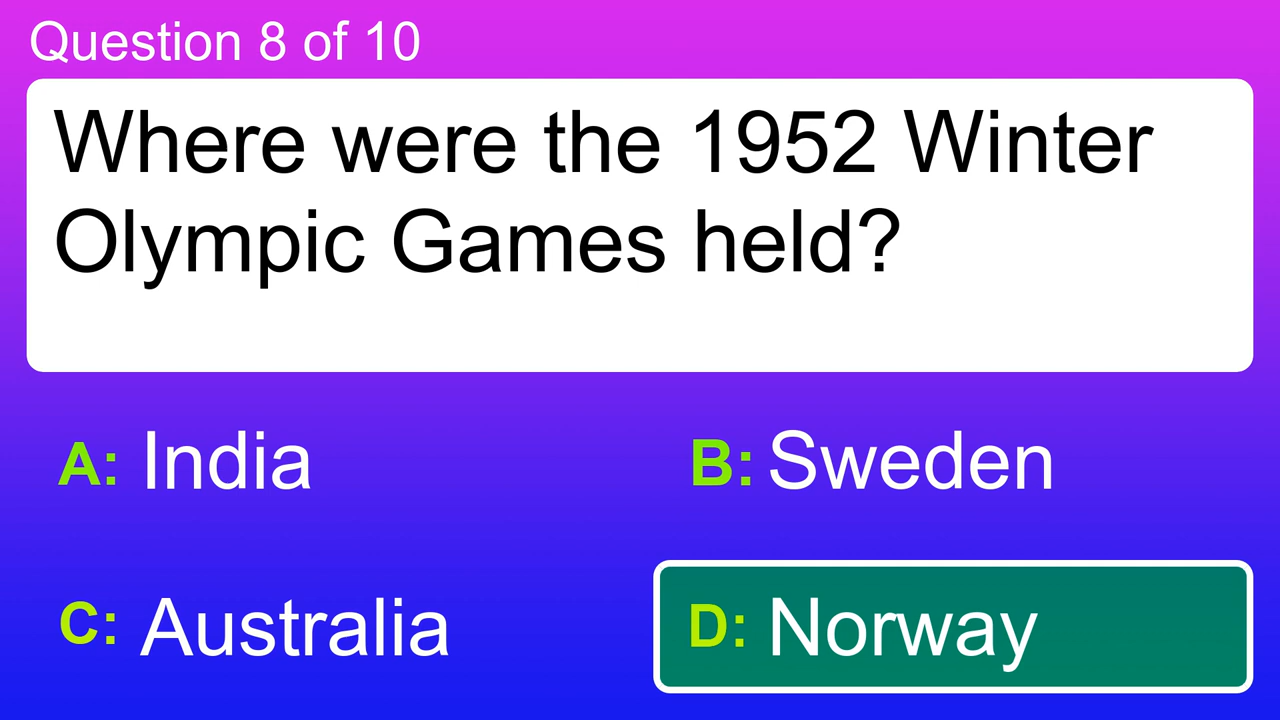 Question 8 of 10
Where were the 1952 Winter
Olympic Games held?
A: India
B: Sweden
C: Australia
D: Norway